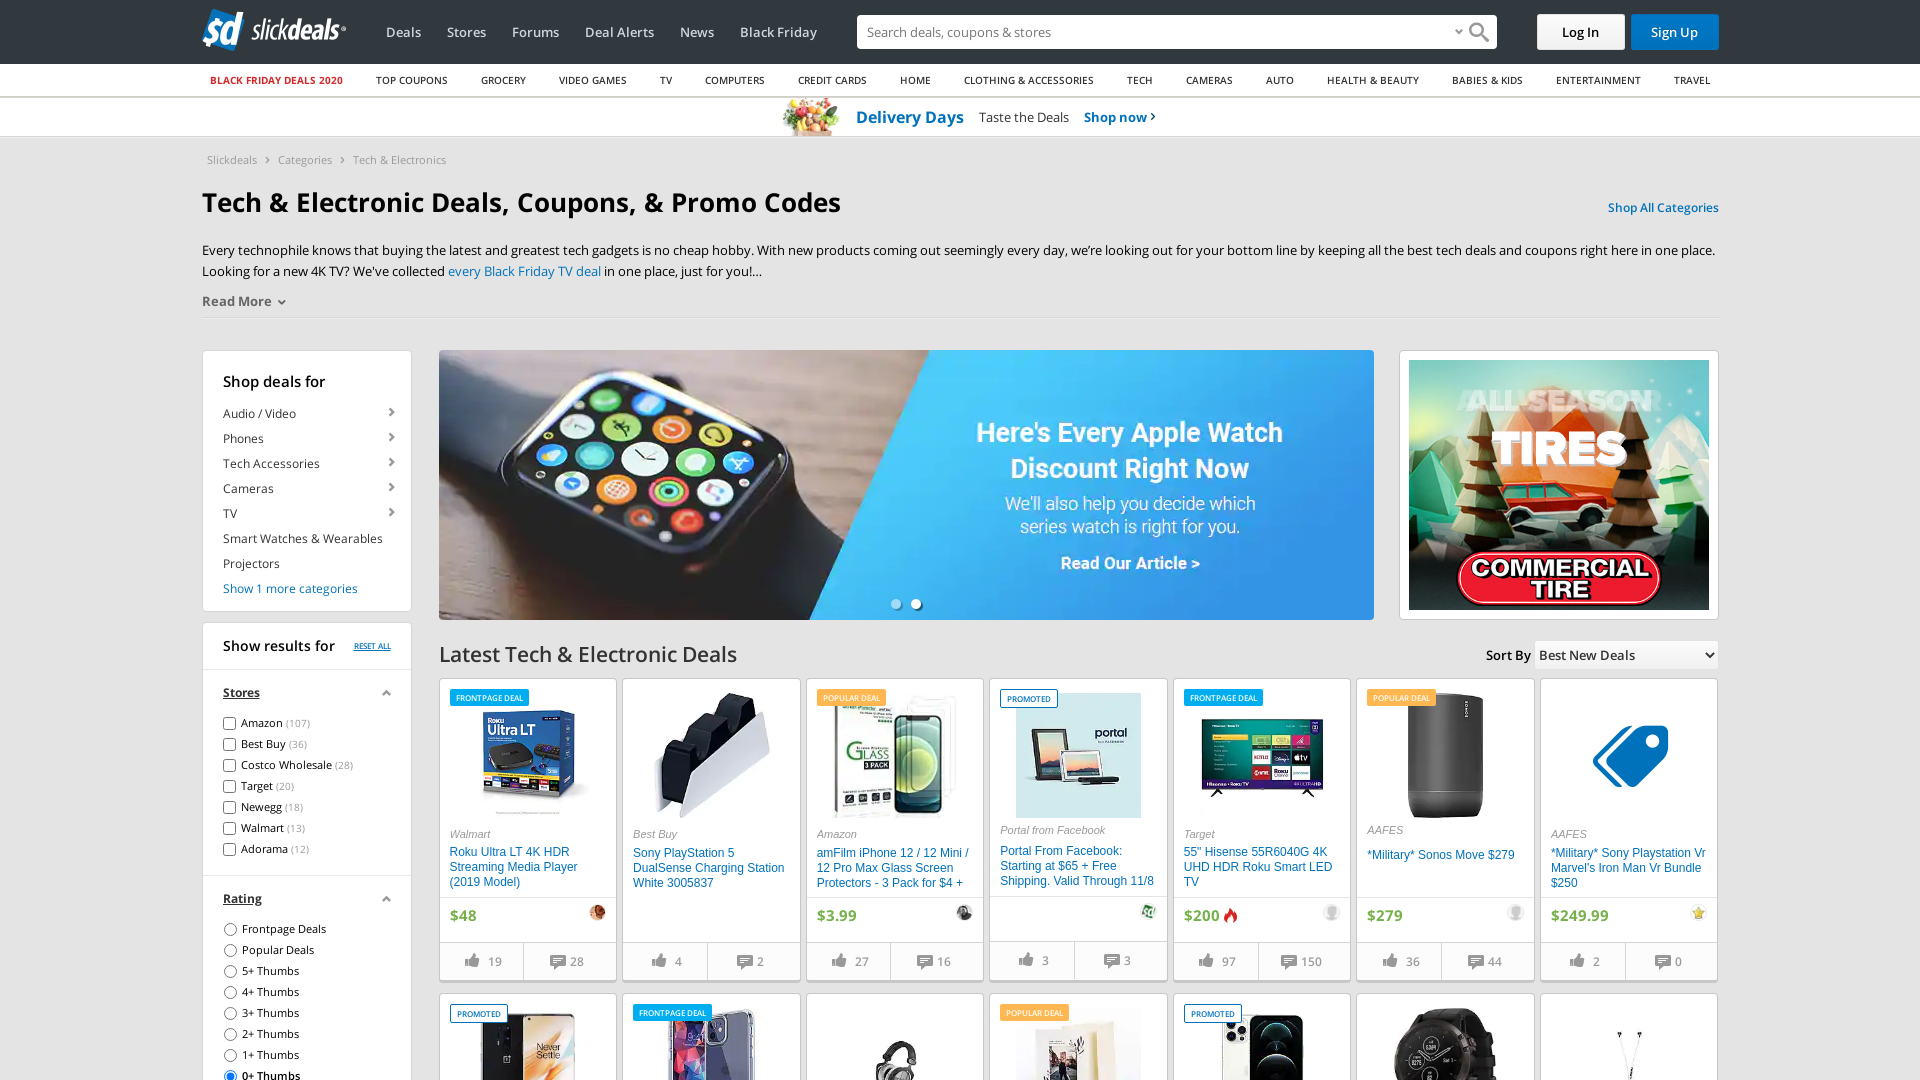 slickdeals
Deals
Stores
Forums
Deal Alerts
News
Black Friday
Search deals, coupons & stores
Log In
Sign Up
BLACK FRIDAY DEALS 2020
TOP COUPONS
GROCERY
VIDEO GAMES
TV
COMPUTERS
CREDIT CARDS
HOME
CLOTHING & ACCESSORIES
TECH
CAMERAS
AUTO
HEALTH & BEAUTY
BABIES & KIDS
ENTERTAINMENT
TRAVEL
Delivery Days Taste the Deals Shop now
Slickdeals > Categories > Tech & Electronics
Tech & Electronic Deals, Coupons, & Promo Codes
Shop All Categories
Every technophile knows that buying the latest and greatest tech gadgets is no cheap hobby. With new products coming out seemingly every day, we’re looking out for your bottom line by keeping all the best tech deals and coupons right here in one place.
Looking for a new 4K TV? We've collected every Black Friday TV deal in one place, just for you!…
Read More
Shop deals for
Audio / Video
Phones
Tech Accessories
Cameras
TV
Smart Watches & Wearables
Projectors
Show 1 more categories
Show results for RESET ALL
Stores
Amazon (107)
Best Buy (36)
Costco Wholesale (28)
Target (20)
Newegg (18)
Walmart (13)
Adorama (12)
Rating
Frontpage Deals
Popular Deals
5+ Thumbs
4+ Thumbs
3+ Thumbs
2+ Thumbs
1+ Thumbs
0+ Thumbs
Here's Every Apple Watch
Discount Right Now
We'll also help you decide which
series watch is right for you.
Read Our Article >
ALL SEASON
TIRES
COMMERCIAL
TIRE
Latest Tech & Electronic Deals
Sort By Best New Deals
FRONTPAGE DEAL
Roku
Ultra LT
Walmart
Roku Ultra LT 4K HDR
Streaming Media Player
(2019 Model)
$48
19
28
Best Buy
Sony PlayStation 5
DualSense Charging Station
White 3005837
4
2
POPULAR DEAL
GLASS
3 PACK
Amazon
amFilm iPhone 12 / 12 Mini /
12 Pro Max Glass Screen
Protectors - 3 Pack for $4 +
$3.99
27
16
PROMOTED
portal
Portal from Facebook
Portal From Facebook:
Starting at $65 + Free
Shipping. Valid Through 11/8
3
3
FRONTPAGE DEAL
Target
55" Hisense 55R6040G 4K
UHD HDR Roku Smart LED
TV
$200
97
150
POPULAR DEAL
SONOS
AAFES
*Military* Sonos Move $279
$279
36
44
AAFES
*Military* Sony Playstation Vr
Marvel's Iron Man Vr Bundle
$250
$249.99
2
0
PROMOTED
Never
Settle
FRONTPAGE DEAL
POPULAR DEAL
PROMOTED